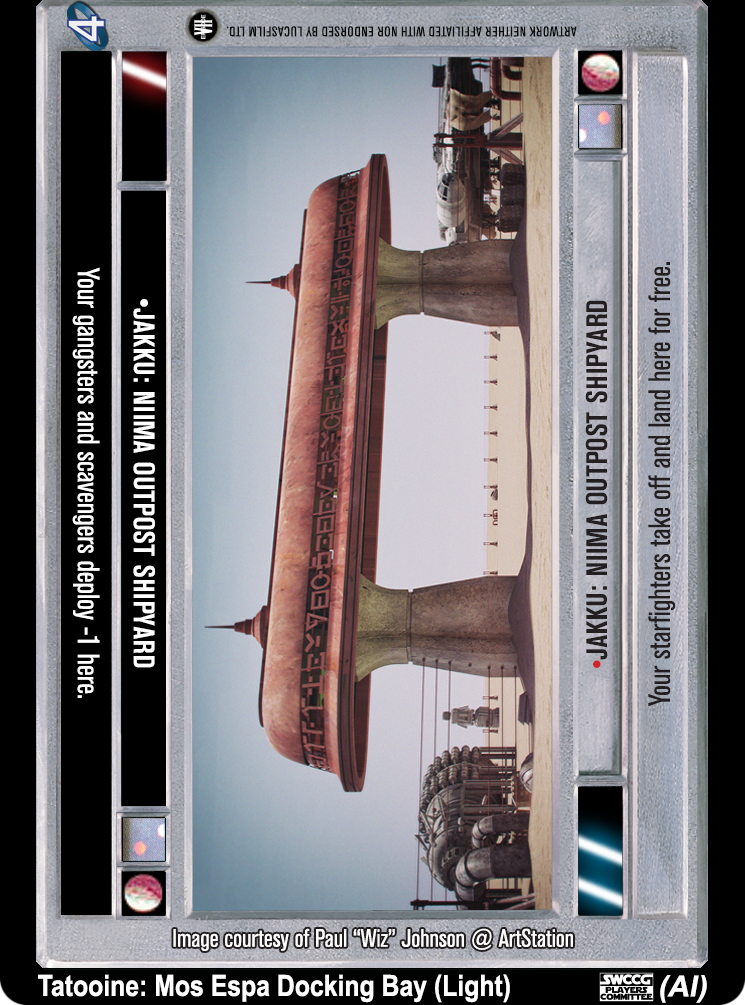 4
ARTWORK NEITHER AFFILIATED WITH NOR ENDORSED BY LUCASFILM LTD.
Your gangsters and scavengers deploy -1 here.
•JAKKU: NIIMA OUTPOST SHIPYARD
•JAKKU: NIIMA OUTPOST SHIPYARD
Your starfighters take off and land here for free.
Image courtesy of Paul “Wiz” Johnson @ ArtStation
Tatooine: Mos Espa Docking Bay (Light)
SWCCG
PLAYERS
COMMITTEE
(AI)